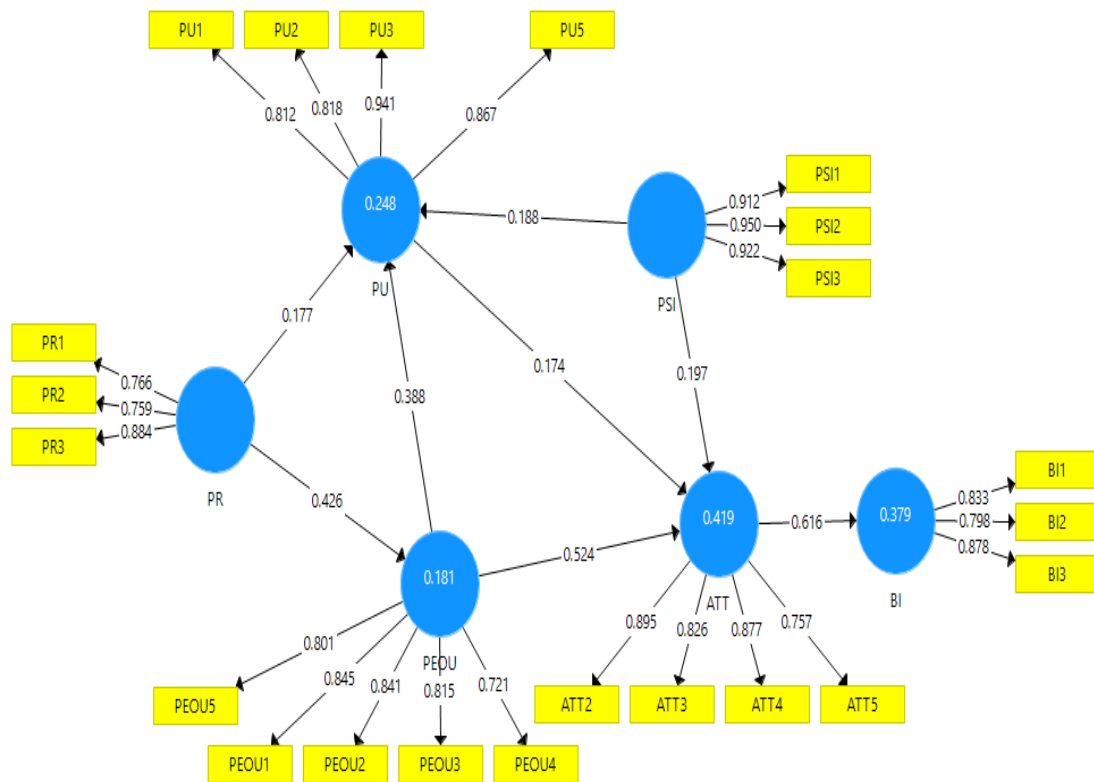 PU1 PU2 PU3 PU5
0.812 0.818 0.941 0.867
0.248
PU
0.188
PSI
PSI1
0.912
PSI2
0.950
PSI3
0.922
0.177
0.174
0.197
0.388
PR1
0.766
PR2
0.759
PR3
0.884
PR
0.426
0.181
PEOU
0.524
0.419
ATT
0.616
0.379
BI
BI1
0.833
BI2
0.798
BI3
0.878
0.801 0.845 0.841 0.815 0.721
PEOU5
PEOU1 PEOU2 PEOU3 PEOU4
0.895 0.826 0.877 0.757
ATT2 ATT3 ATT4 ATT5